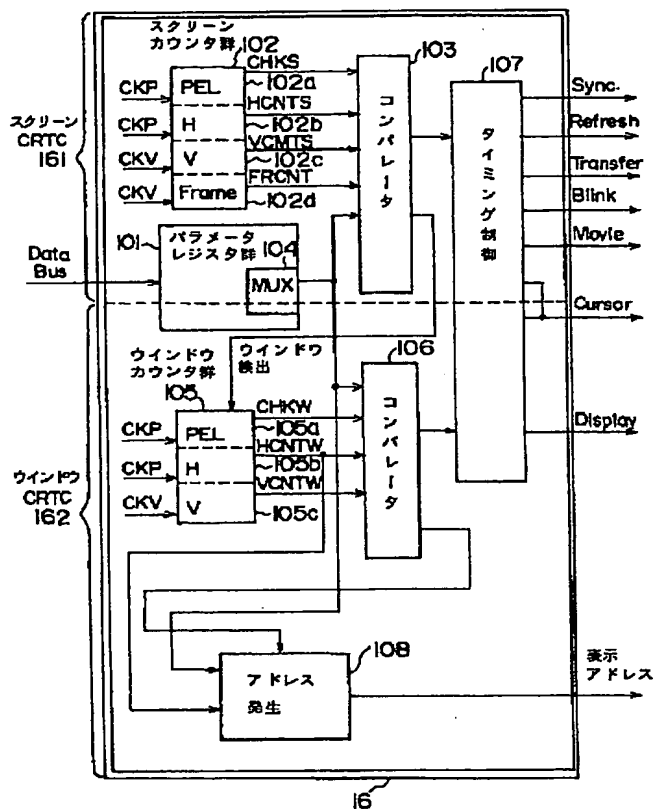 スクリーン
カウンタ群
102
CHKS
103
107
CKP
PEL
102a
HCNTS
コンパレータ
Sync.
CKP
H
102b
VCMTS
Refresh
スクリーン
CRTC
161
CKV
V
102c
FRCNT
タイミング制御
Transfer
CKV
Frame
102d
Blink
Movie
101
パラメータ
レジスタ群
104
MUX
Data
Bus
Cursor
ウインドウ
カウンタ群
105
ウインドウ
検出
106
CHKW
コンパレータ
CKP
PEL
105a
HCNTW
Display
CKP
H
105b
VCNTW
ウインドウ
CRTC
162
CKV
V
105c
108
アドレス
発生
表示
アドレス
16